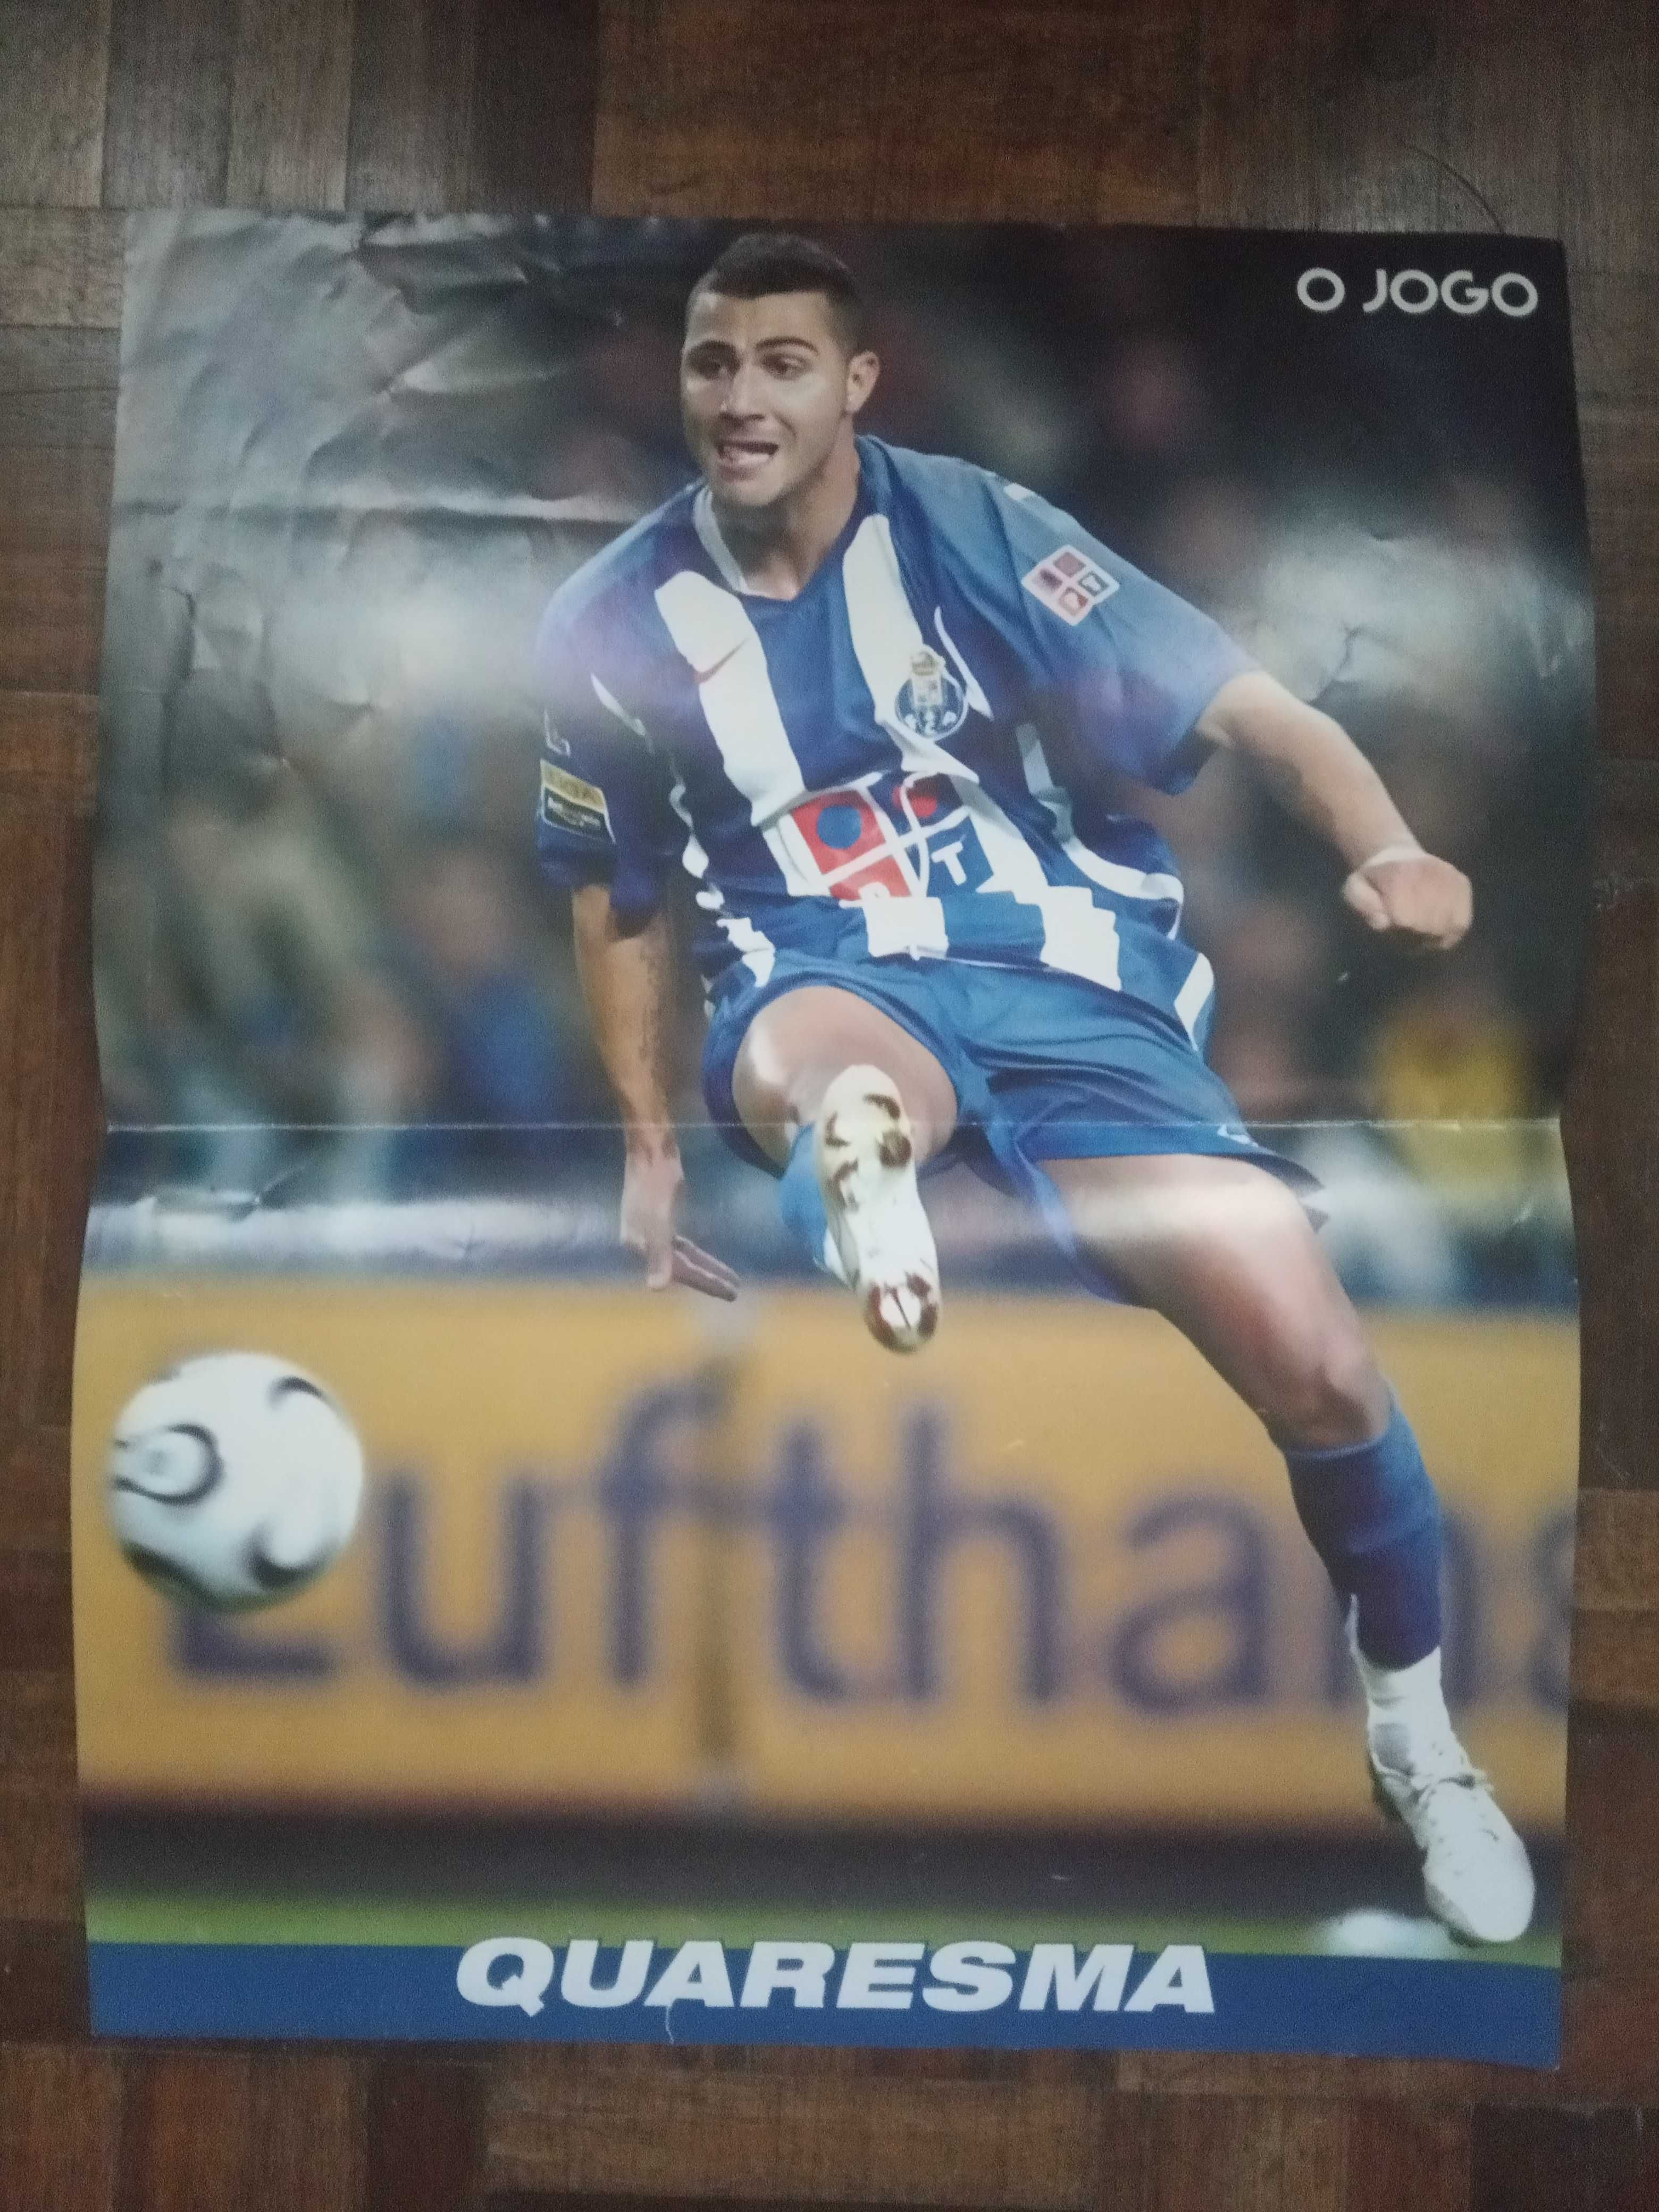 O JOGO
T
Lufthans
QUARESMA